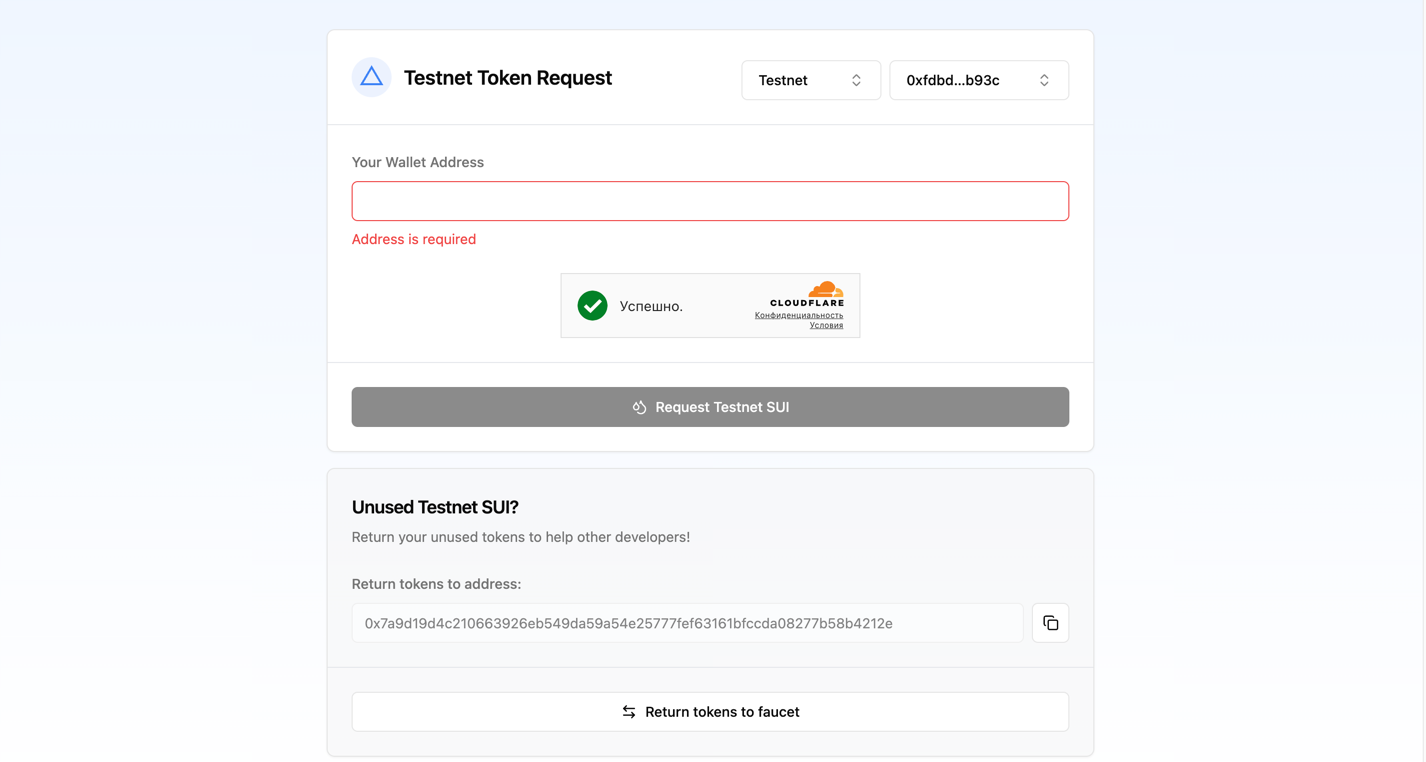 Testnet Token Request
Testnet
0xfdbd...b93c
Your Wallet Address
Address is required
Успешно.
CLOUDFLARE
Конфиденциальность
Условия
Request Testnet SUI
Unused Testnet SUI?
Return your unused tokens to help other developers!
Return tokens to address:
0x7a9d19d4c210663926eb549da59a54e25777fef63161bfccda08277b58b4212e
Return tokens to faucet